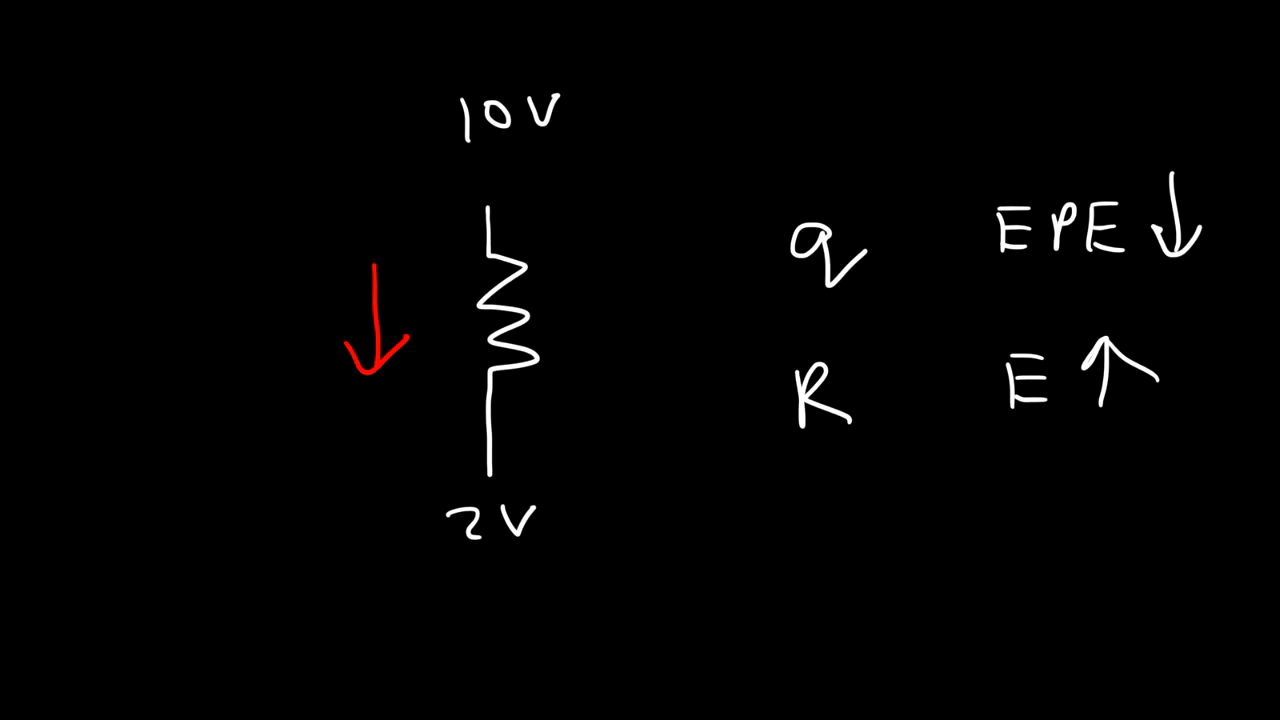 10V
q EPE ↓
R E ↑
2V